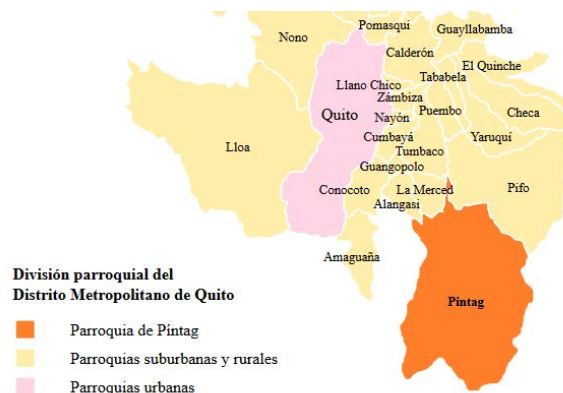 Pomasqui
Guayllabamba
Nono
Calderón
El Quinche
Tababela
Llano Chico
Zámbiza
Checa
Quito
Nayón
Puembo
Cumbayá
Yaruquí
Lloa
Tumbaco
Guangopolo
Conocoto
La Merced
Pifo
Alangasi
Amaguaña
División parroquial del
Distrito Metropolitano de Quito
Pintag
Parroquia de Píntag
Parroquias suburbanas y rurales
Parroquias urbanas